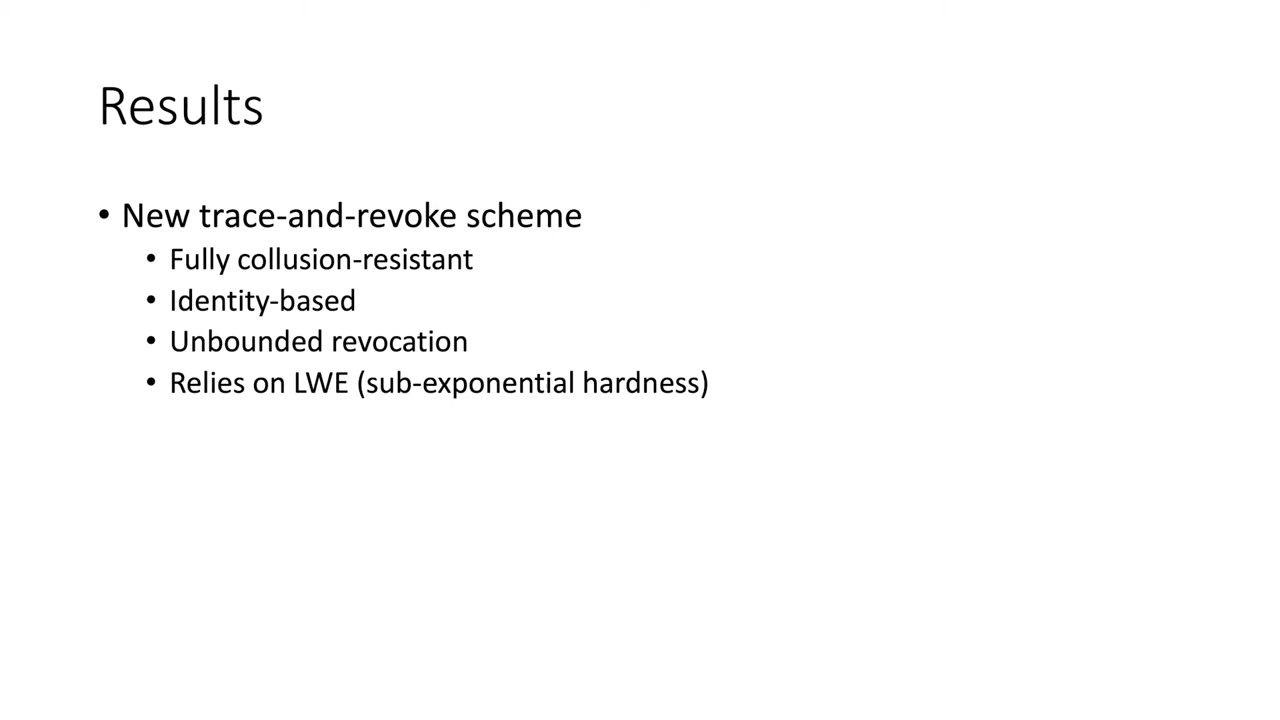 Results
• New trace-and-revoke scheme
• Fully collusion-resistant
• Identity-based
• Unbounded revocation
• Relies on LWE (sub-exponential hardness)